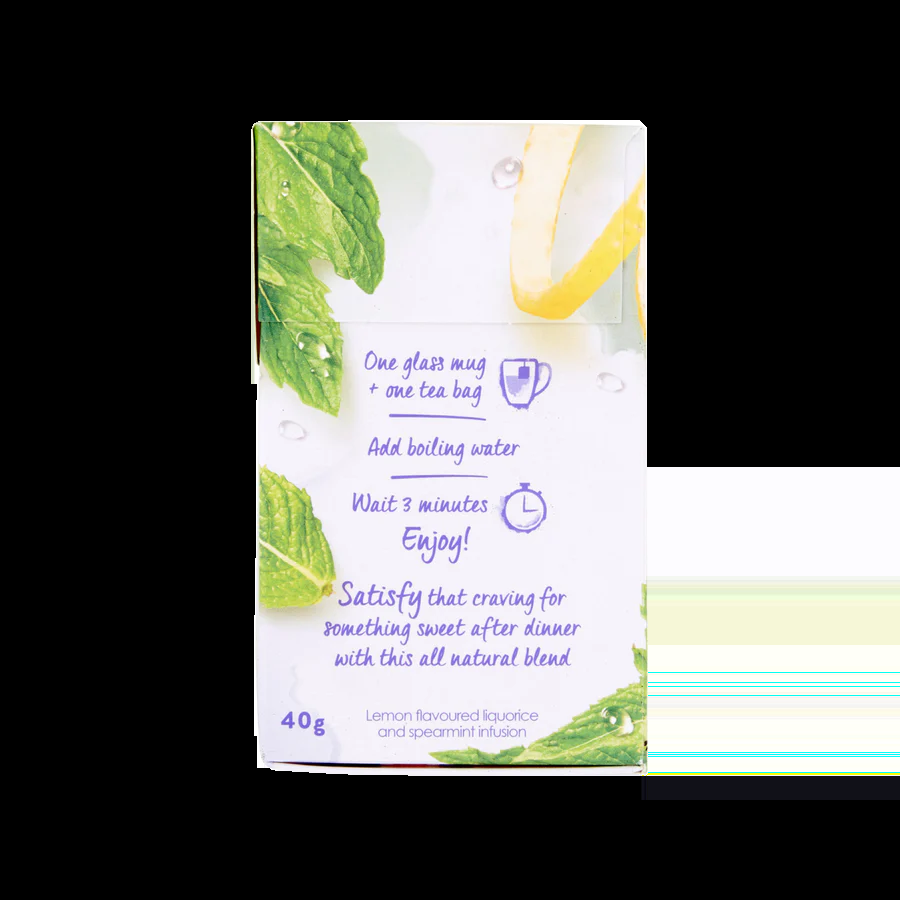 One glass mug
+ one tea bag
Add boiling water
Wait 3 minutes
Enjoy!
Satisfy that craving for
something sweet after dinner
with this all natural blend
40g
Lemon flavoured liquorice
and spearmint infusion